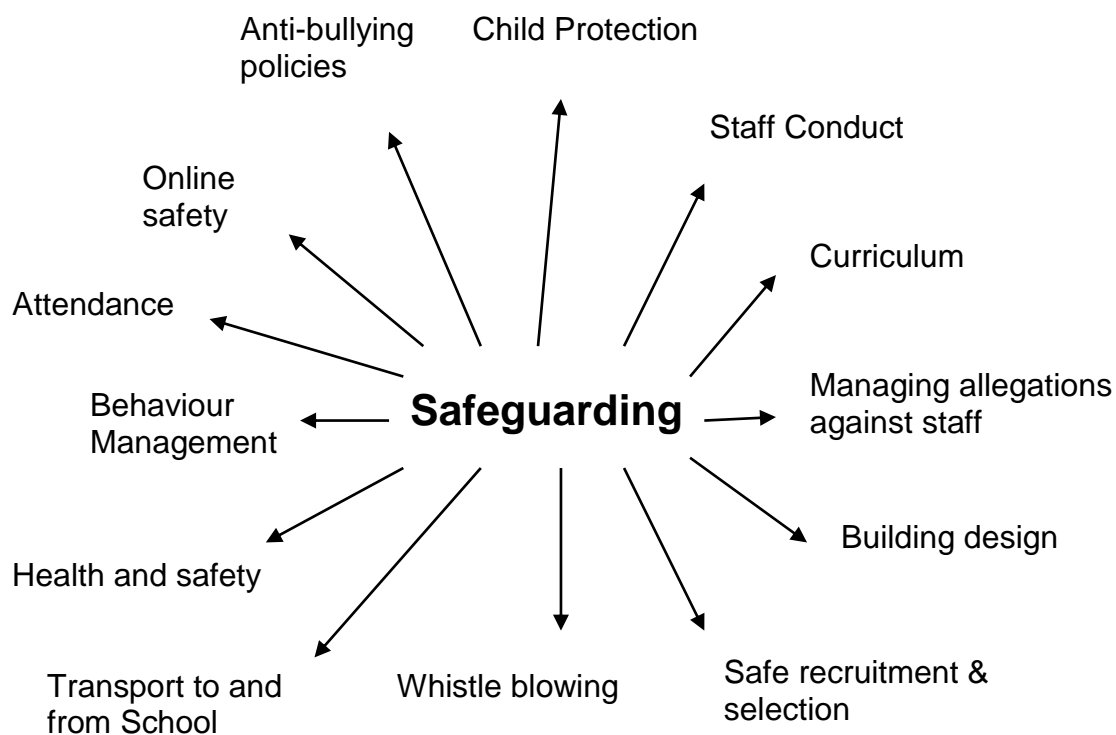 Anti-bullying
policies
Child Protection
Staff Conduct
Online
safety
Curriculum
Attendance
Managing allegations
against staff
Safeguarding
Behaviour
Management
Building design
Health and safety
Transport to and
from School
Whistle blowing
Safe recruitment &
selection